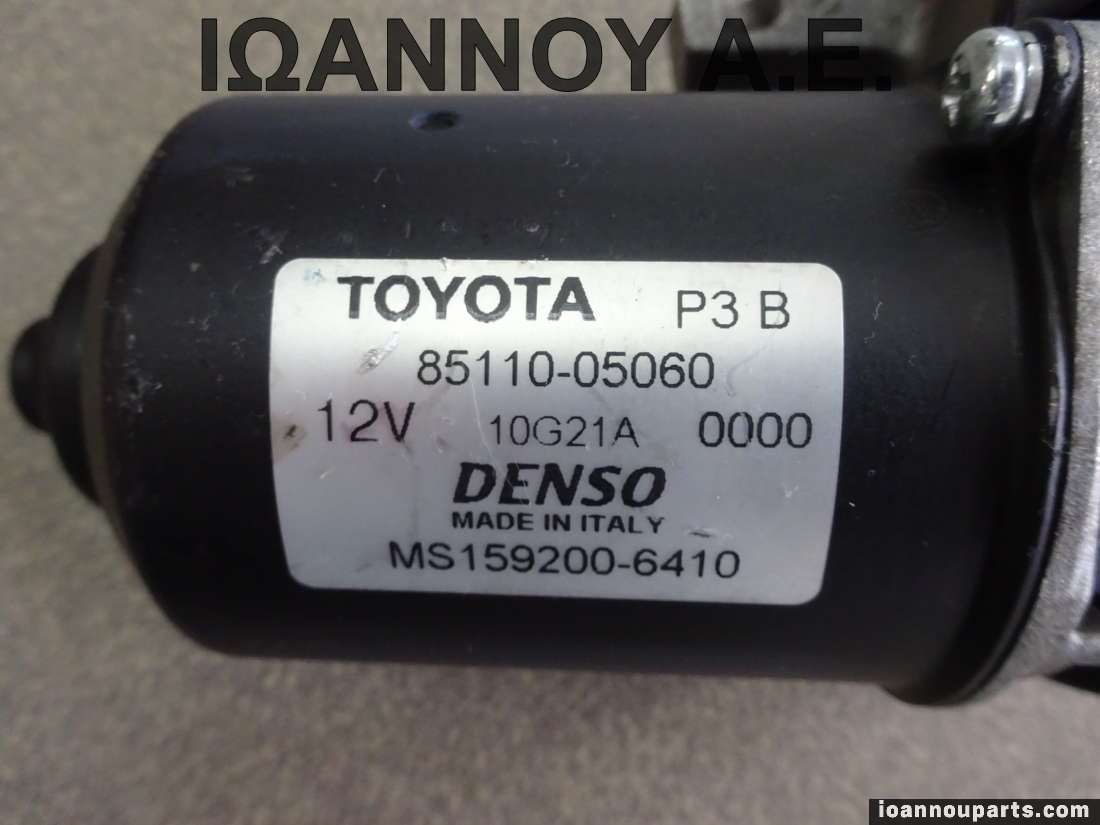 ΙΩΑΝΝΟΥ Α.Ε.
TOYOTA P3 B
85110-05060
12V 10G21A 0000
DENSO
MADE IN ITALY
MS159200-6410
ioannouparts.com